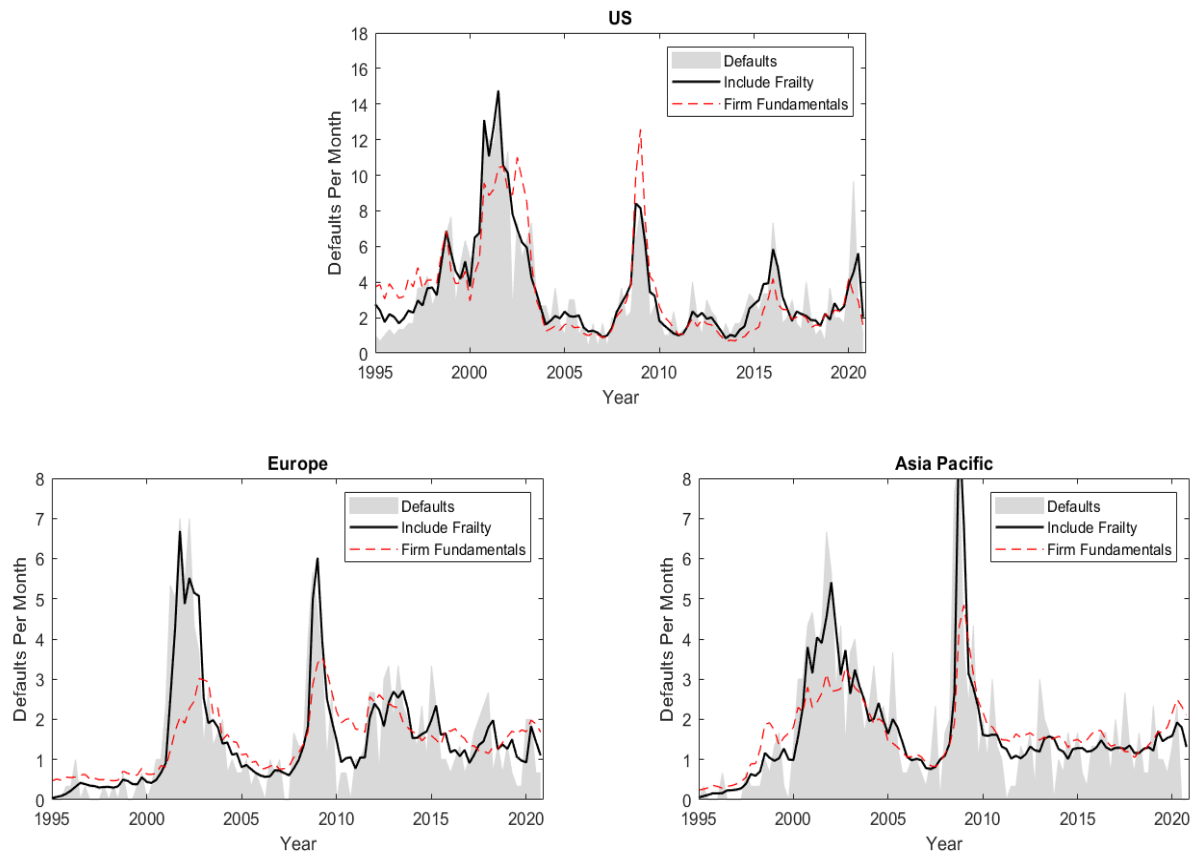 US
18
16
14
12
10
8
6
4
2
0
Defaults Per Month
Defaults
Include Frailty
Firm Fundamentals
1995 2000 2005 2010 2015 2020
Year
Europe
8
7
6
5
4
3
2
1
0
Defaults Per Month
Defaults
Include Frailty
Firm Fundamentals
1995 2000 2005 2010 2015 2020
Year
Asia Pacific
8
7
6
5
4
3
2
1
0
Defaults Per Month
Defaults
Include Frailty
Firm Fundamentals
1995 2000 2005 2010 2015 2020
Year